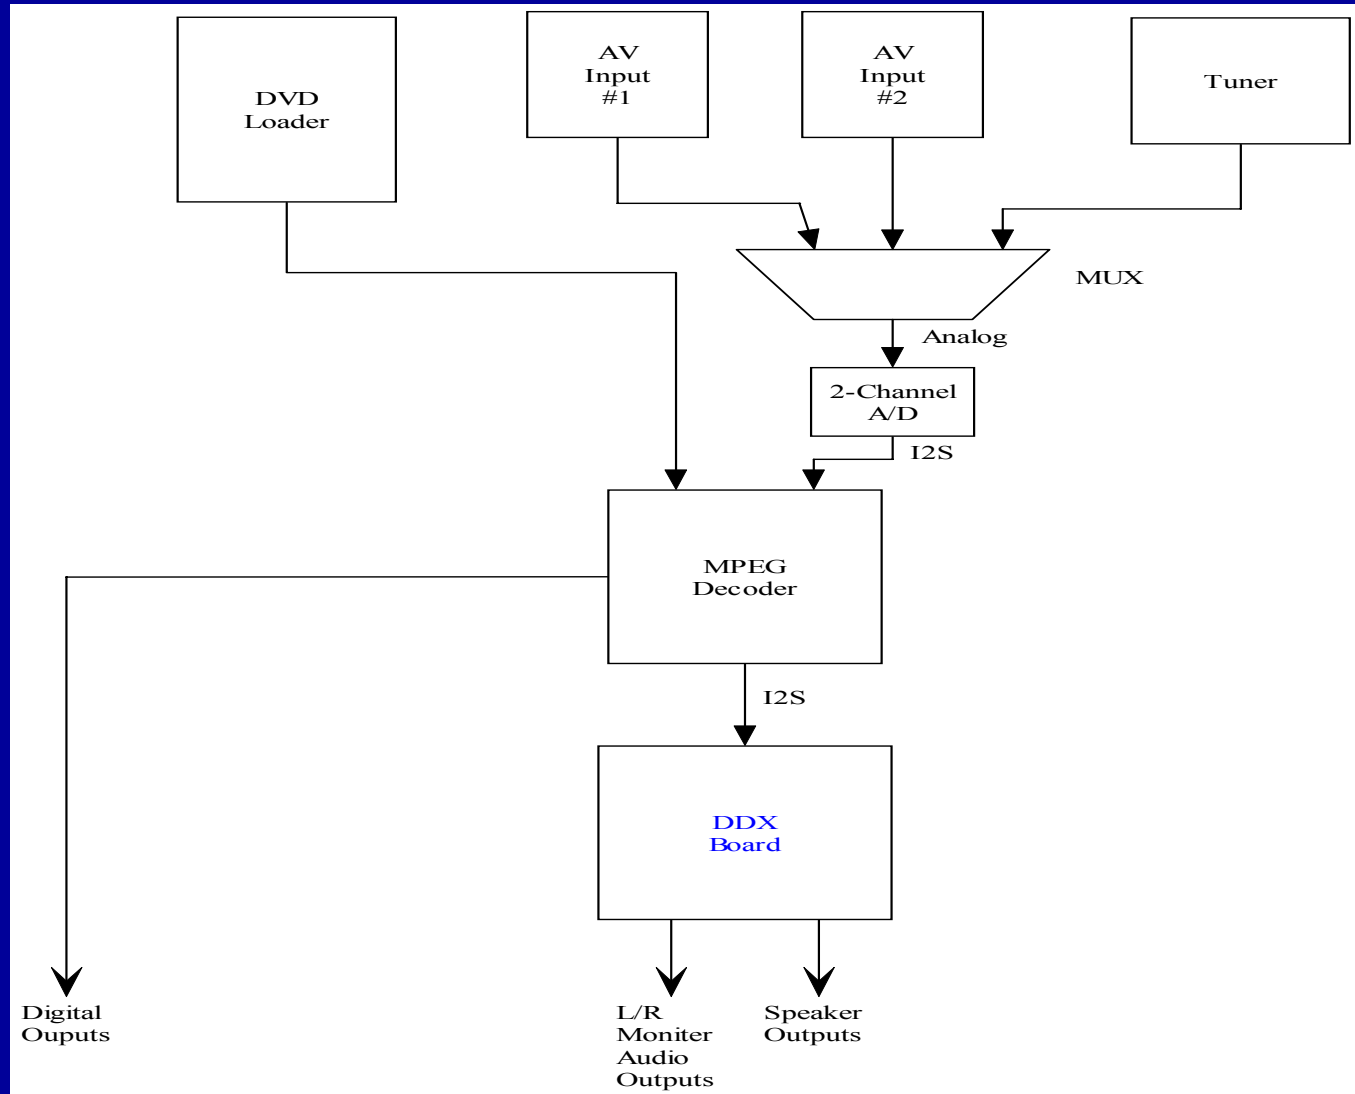 DVD
Loader
AV
Input
#1
AV
Input
#2
Tuner
MUX
Analog
2-Channel
A/D
I2S
MPEG
Decoder
I2S
DDX
Board
Digital
Ouputs
L/R
Moniter
Audio
Outputs
Speaker
Outputs